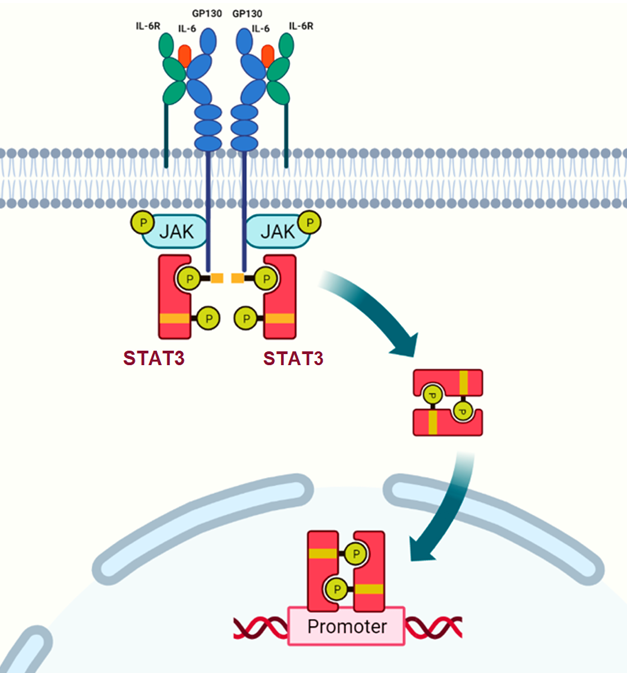 GP130 GP130
IL-6R IL-6 IL-6 IL-6R
P JAK JAK P
P P
P P
STAT3 STAT3
P
P
P
P
Promoter